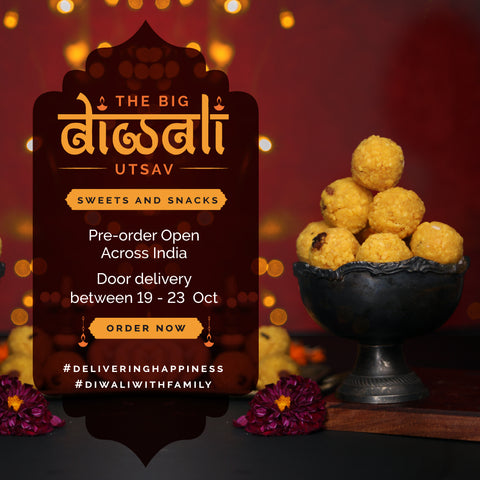 THE BIG
diwali
UTSAV
SWEETS AND SNACKS
Pre-order Open
Across India
Door delivery
between 19 - 23 Oct
ORDER NOW
#DELIVERINGHAPPINESS
#DIWALIWITHFAMILY